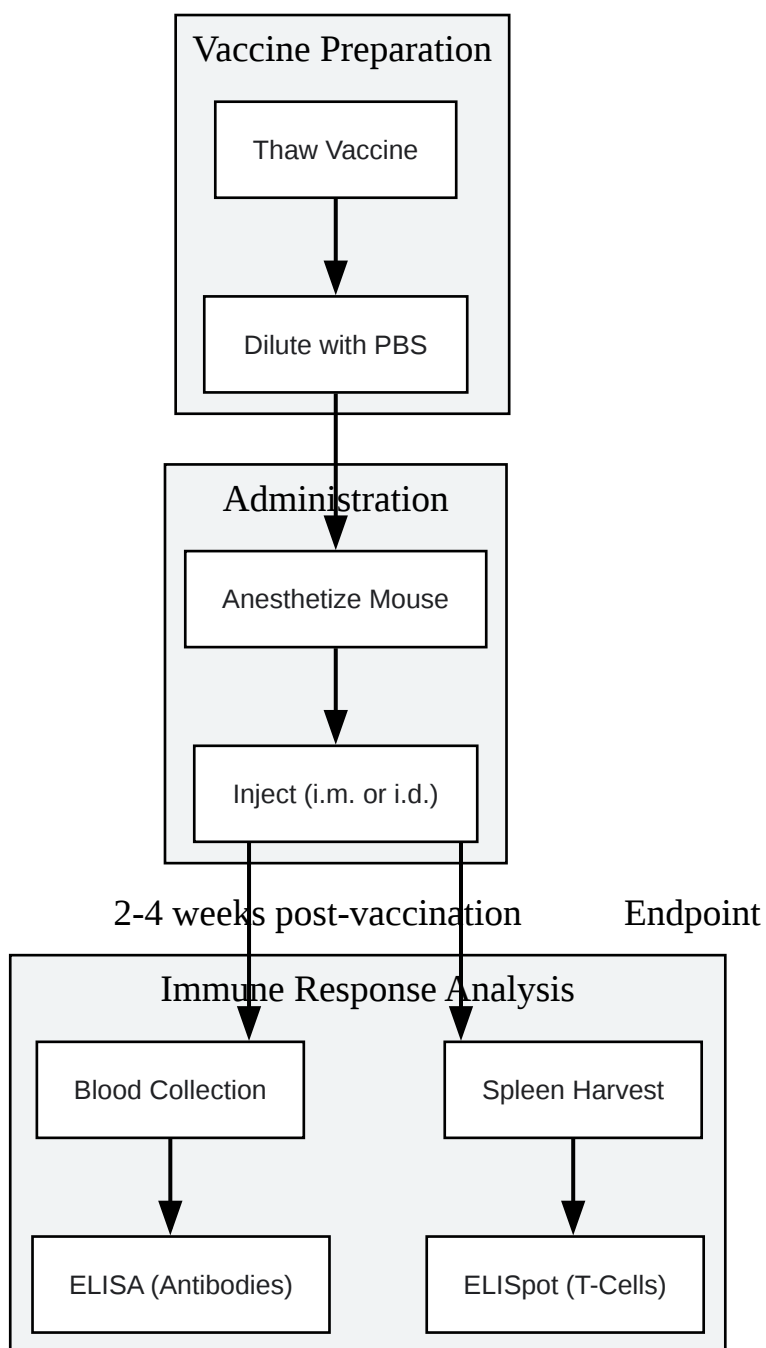 Vaccine Preparation
Thaw Vaccine
Dilute with PBS
Administration
Anesthetize Mouse
Inject (i.m. or i.d.)
2-4 weeks post-vaccination
Endpoint
Immune Response Analysis
Blood Collection
Spleen Harvest
ELISA (Antibodies)
ELISpot (T-Cells)